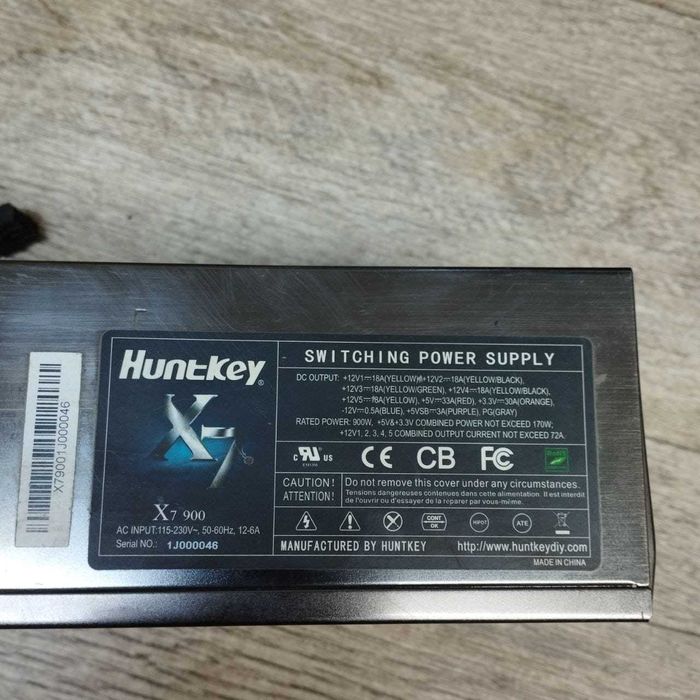 Huntkey®
X7
X7 900
AC INPUT:115-230V~, 50-60Hz, 12-6A
Serial NO.: 1J000046
SWITCHING POWER SUPPLY
DC OUTPUT: +12V1⎓18A(YELLOW) +12V2⎓18A(YELLOW/BLACK),
+12V3⎓18A(YELLOW/GREEN), +12V4⎓18A(YELLOW/BLACK),
+12V5⎓18A(YELLOW), +5V⎓33A(RED), +3.3V⎓30A(ORANGE),
-12V⎓0.5A(BLUE), +5VSB⎓3A(PURPLE), PG(GRAY)
RATED POWER: 900W, +5V&+3.3V COMBINED POWER NOT EXCEED 170W;
+12V1, 2, 3, 4, 5 COMBINED OUTPUT CURRENT NOT EXCEED 72A.
c RU US CE CB FC
CAUTION! Do not remove this cover under any circumstances.
ATTENTION! Tensions dangereuses contenues dans cette alimentation. Il est interdit
de l'ouvrir ou d'essayer de la reparer par vous-même.
CONT OK HIPOT ATE
MANUFACTURED BY HUNTKEY http://www.huntkeydiy.com
MADE IN CHINA
X79001J000046